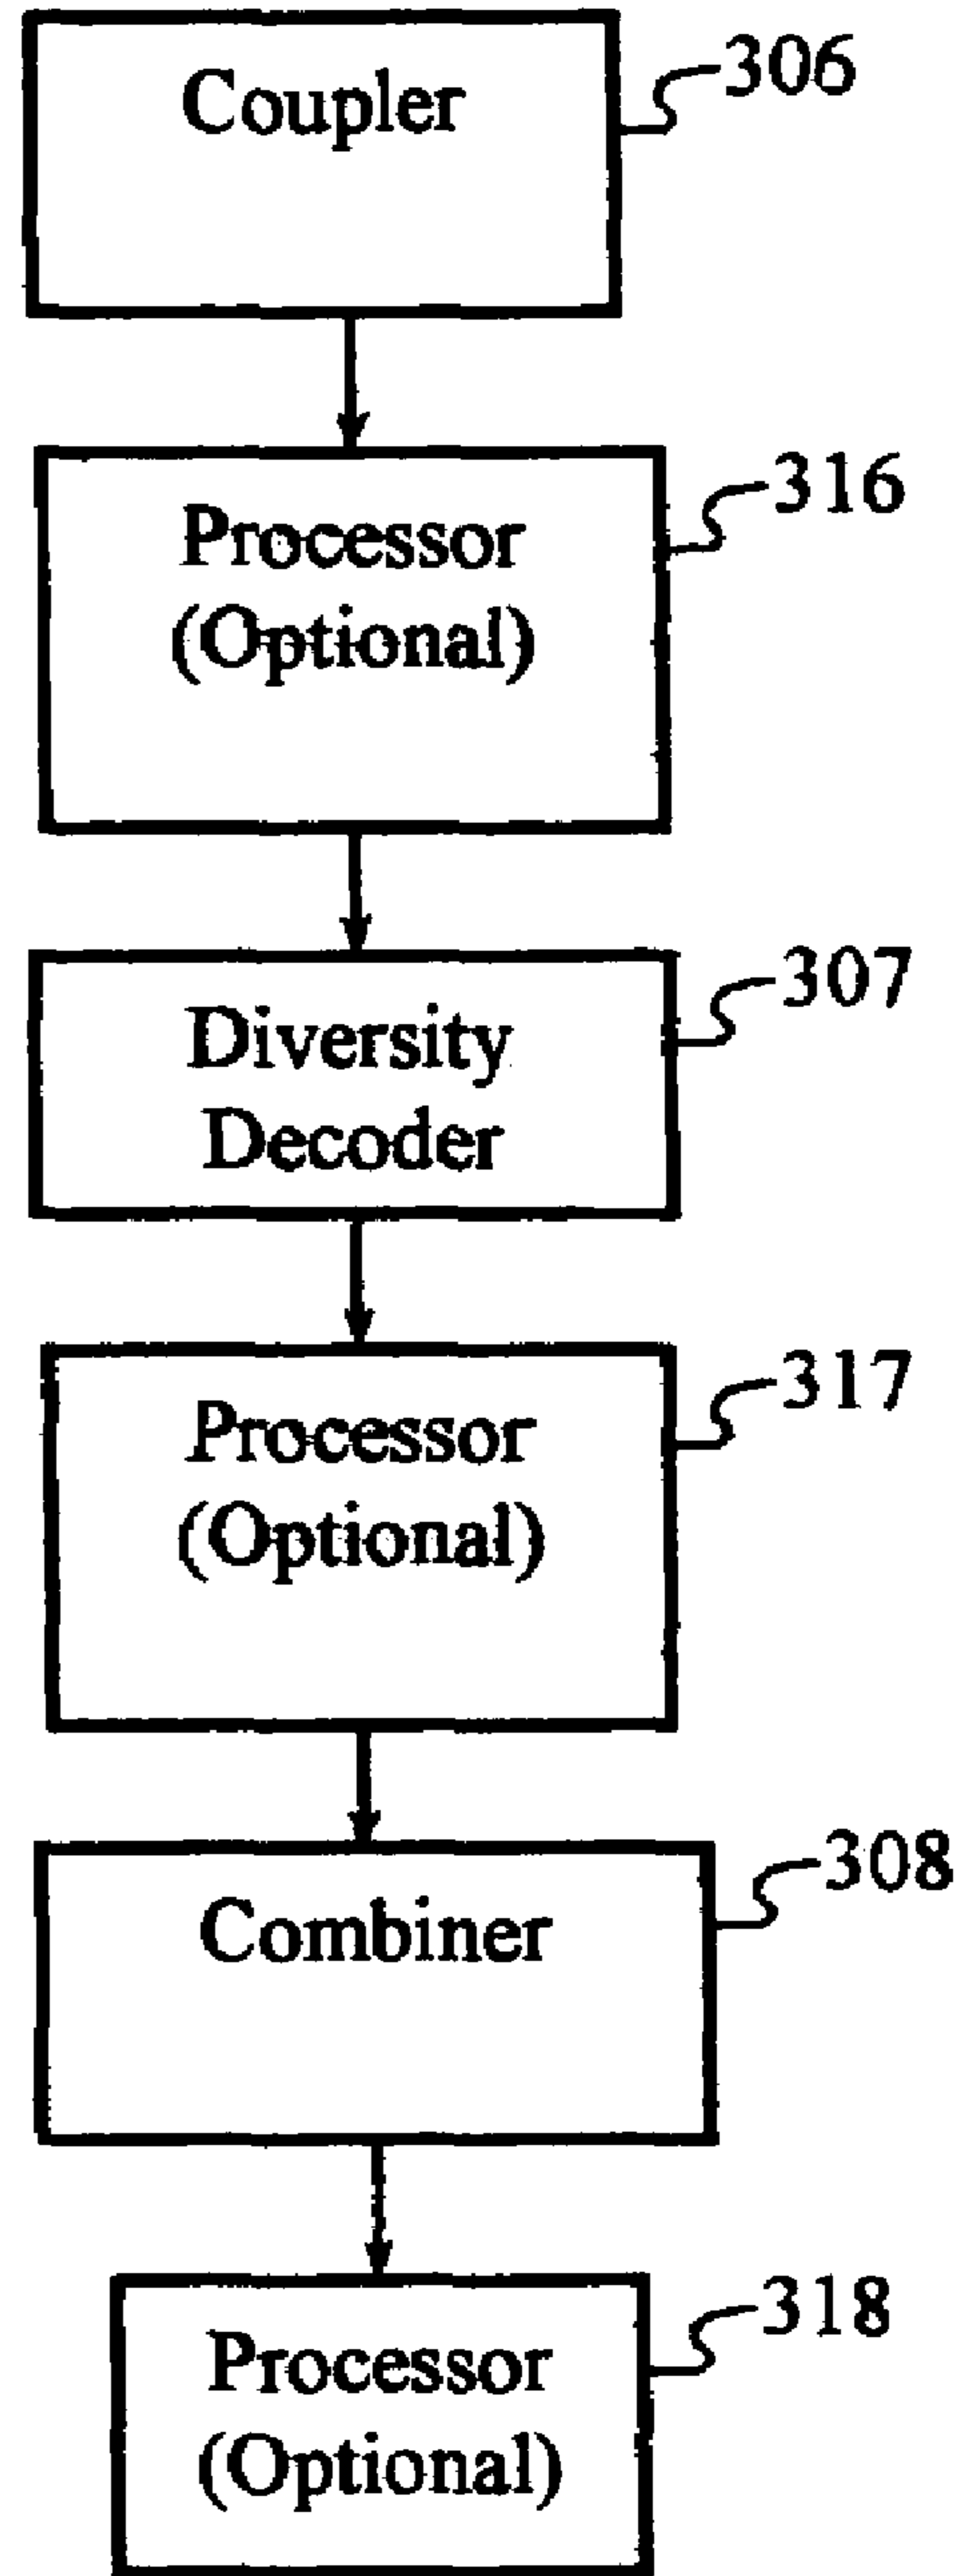 Coupler
306
Processor
(Optional)
316
Diversity
Decoder
307
Processor
(Optional)
317
Combiner
308
Processor
(Optional)
318